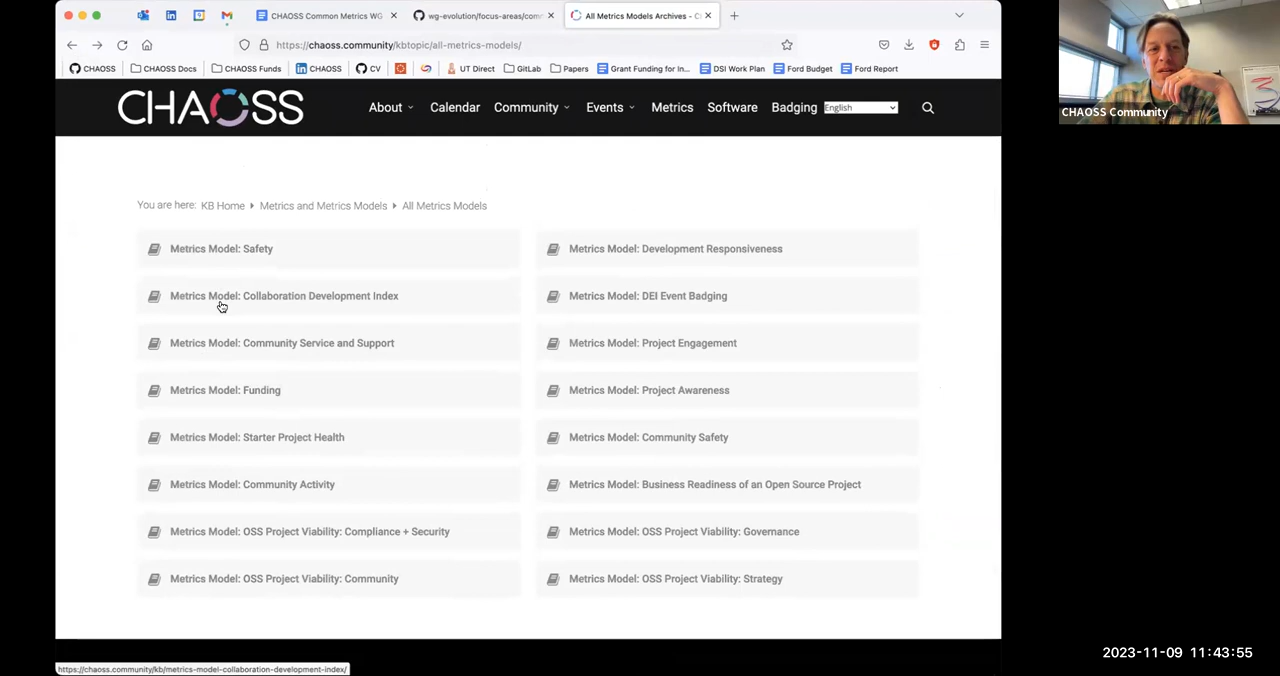 CHAOSS Common Metrics WG
wg-evolution/focus-areas/com
All Metrics Models Archives - C
https://chaoss.community/kbtopic/all-metrics-models/
CHAOSS
CHAOSS Docs
CHAOSS Funds
CHAOSS
CV
UT Direct
GitLab
Papers
Grant Funding for In...
DSI Work Plan
Ford Budget
Ford Report
CHAOSS
About
Calendar
Community
Events
Metrics
Software
Badging
English
CHAOSS Community
You are here: KB Home Metrics and Metrics Models All Metrics Models
Metrics Model: Safety
Metrics Model: Development Responsiveness
Metrics Model: Collaboration Development Index
Metrics Model: DEI Event Badging
Metrics Model: Community Service and Support
Metrics Model: Project Engagement
Metrics Model: Funding
Metrics Model: Project Awareness
Metrics Model: Starter Project Health
Metrics Model: Community Safety
Metrics Model: Community Activity
Metrics Model: Business Readiness of an Open Source Project
Metrics Model: OSS Project Viability: Compliance + Security
Metrics Model: OSS Project Viability: Governance
Metrics Model: OSS Project Viability: Community
Metrics Model: OSS Project Viability: Strategy
https://chaoss.community/kb/metrics-model-collaboration-development-index/
2023-11-09 11:43:55